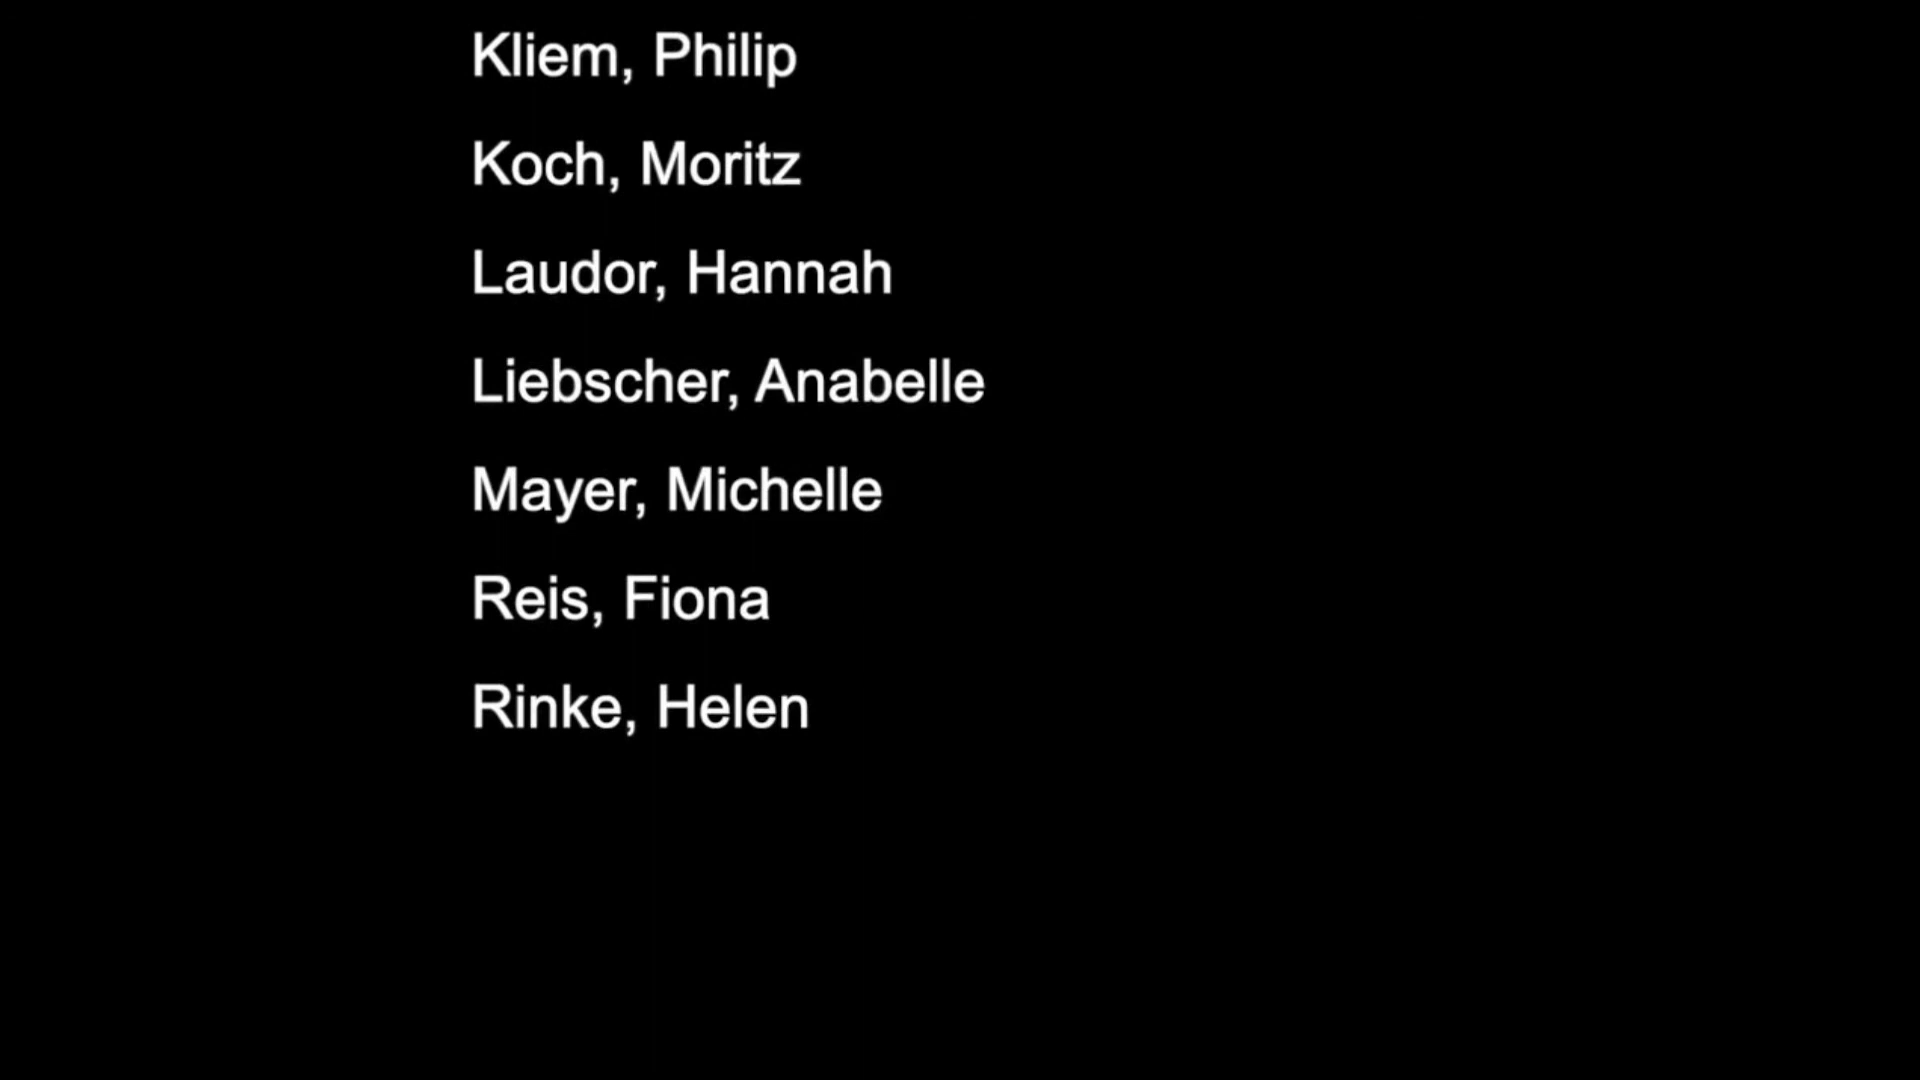 Kliem, Philip
Koch, Moritz
Laudor, Hannah
Liebscher, Anabelle
Mayer, Michelle
Reis, Fiona
Rinke, Helen